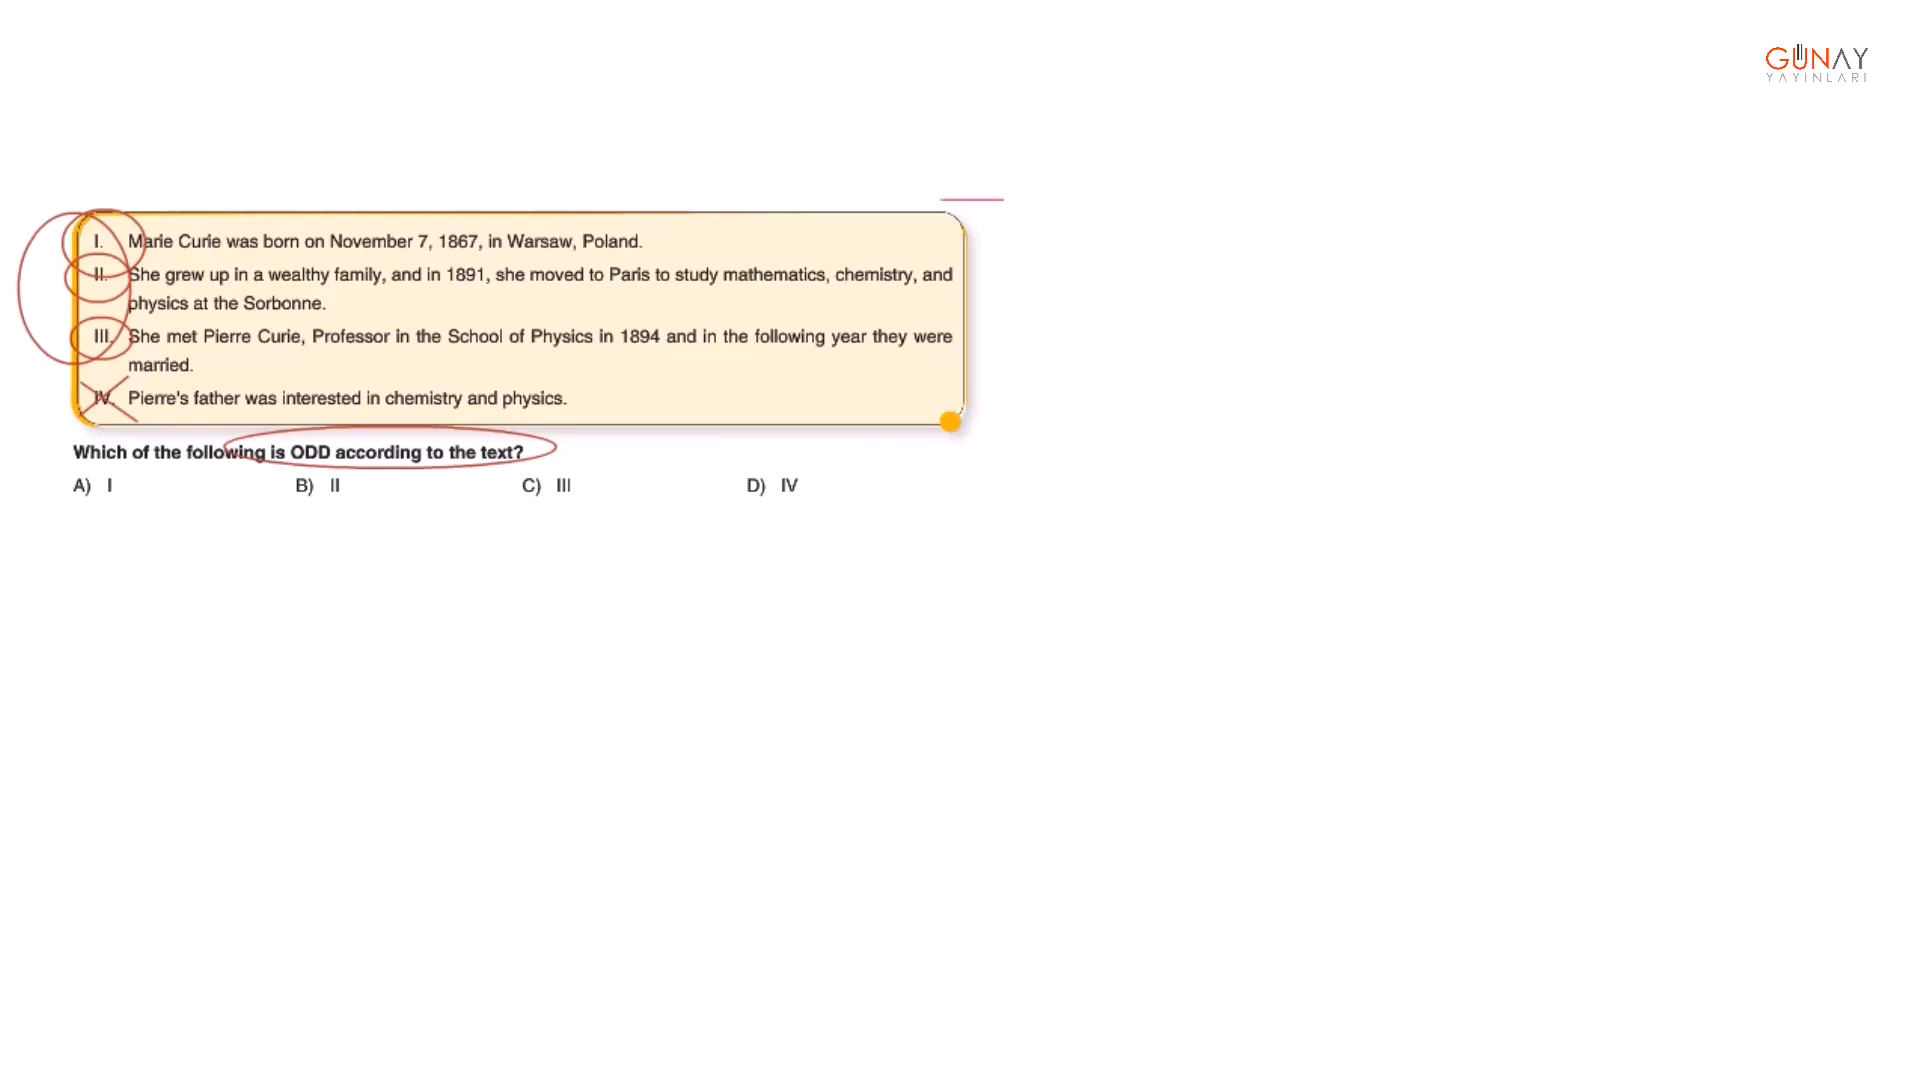 GÜNAY
YAYINLARI
I. Marie Curie was born on November 7, 1867, in Warsaw, Poland.
II. She grew up in a wealthy family, and in 1891, she moved to Paris to study mathematics, chemistry, and
physics at the Sorbonne.
III. She met Pierre Curie, Professor in the School of Physics in 1894 and in the following year they were
married.
IV. Pierre's father was interested in chemistry and physics.
Which of the following is ODD according to the text?
A) I B) II C) III D) IV